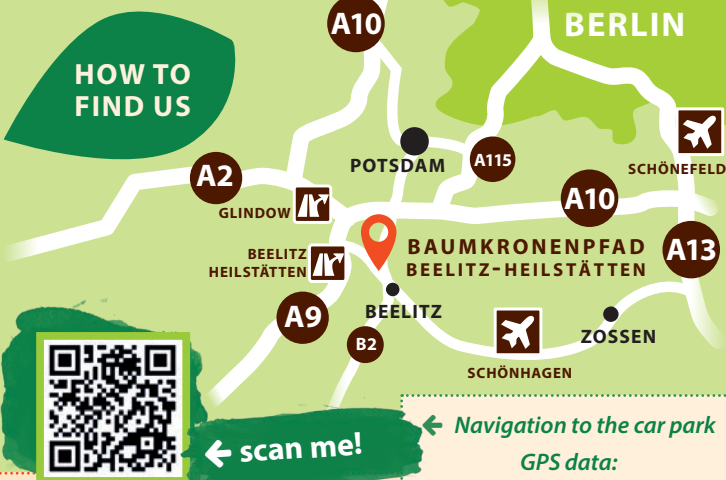 HOW TO
FIND US
A10
BERLIN
POTSDAM
A115
SCHÖNEFELD
A2
GLINDOW
A10
BEELITZ
HEILSTÄTTEN
BAUMKRONENPFAD
BEELITZ-HEILSTÄTTEN
A13
A9
BEELITZ
B2
ZOSSEN
SCHÖNHAGEN
← scan me!
← Navigation to the car park
GPS data: